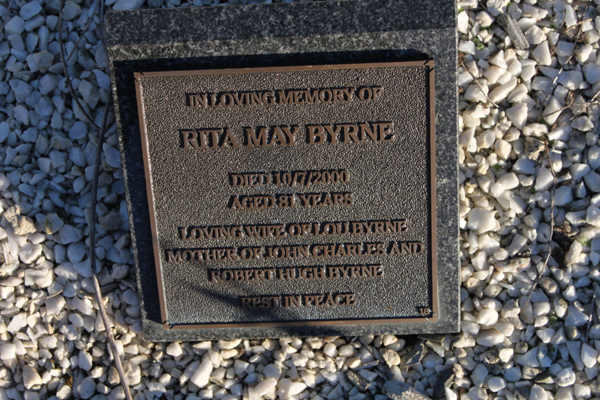 IN LOVING MEMORY OF
RITA MAY BYRNE
DIED 10/7/2000
AGED 81 YEARS
LOVING WIFE OF LOU BYRNE
MOTHER OF JOHN CHARLES AND
ROBERT HUGH BYRNE
REST IN PEACE